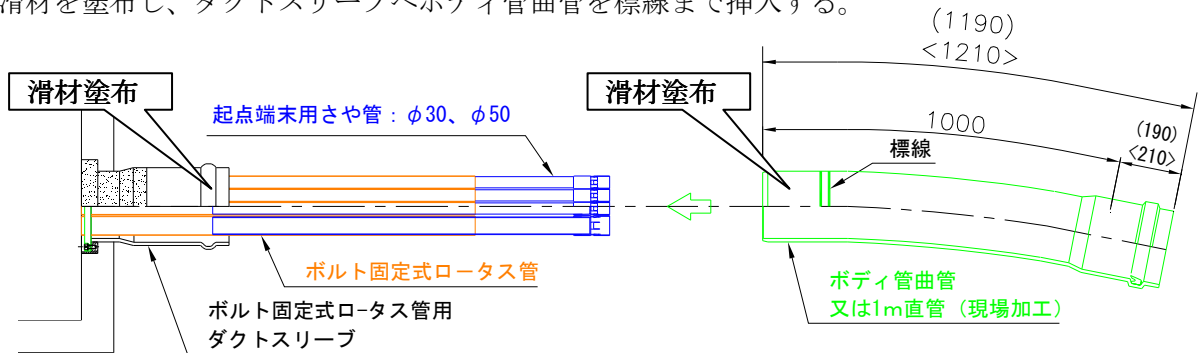 滑材を塗布し、ダクトスリーブへボディ管曲管を標線まで挿入する。
(1190)
<1210>
滑材塗布
滑材塗布
起点端末用さや管：φ30、φ50
1000
(190)
<210>
標線
ボルト固定式ロータス管
ボディ管曲管
又は1m直管（現場加工）
ボルト固定式ロータス管用
ダクトスリーブ